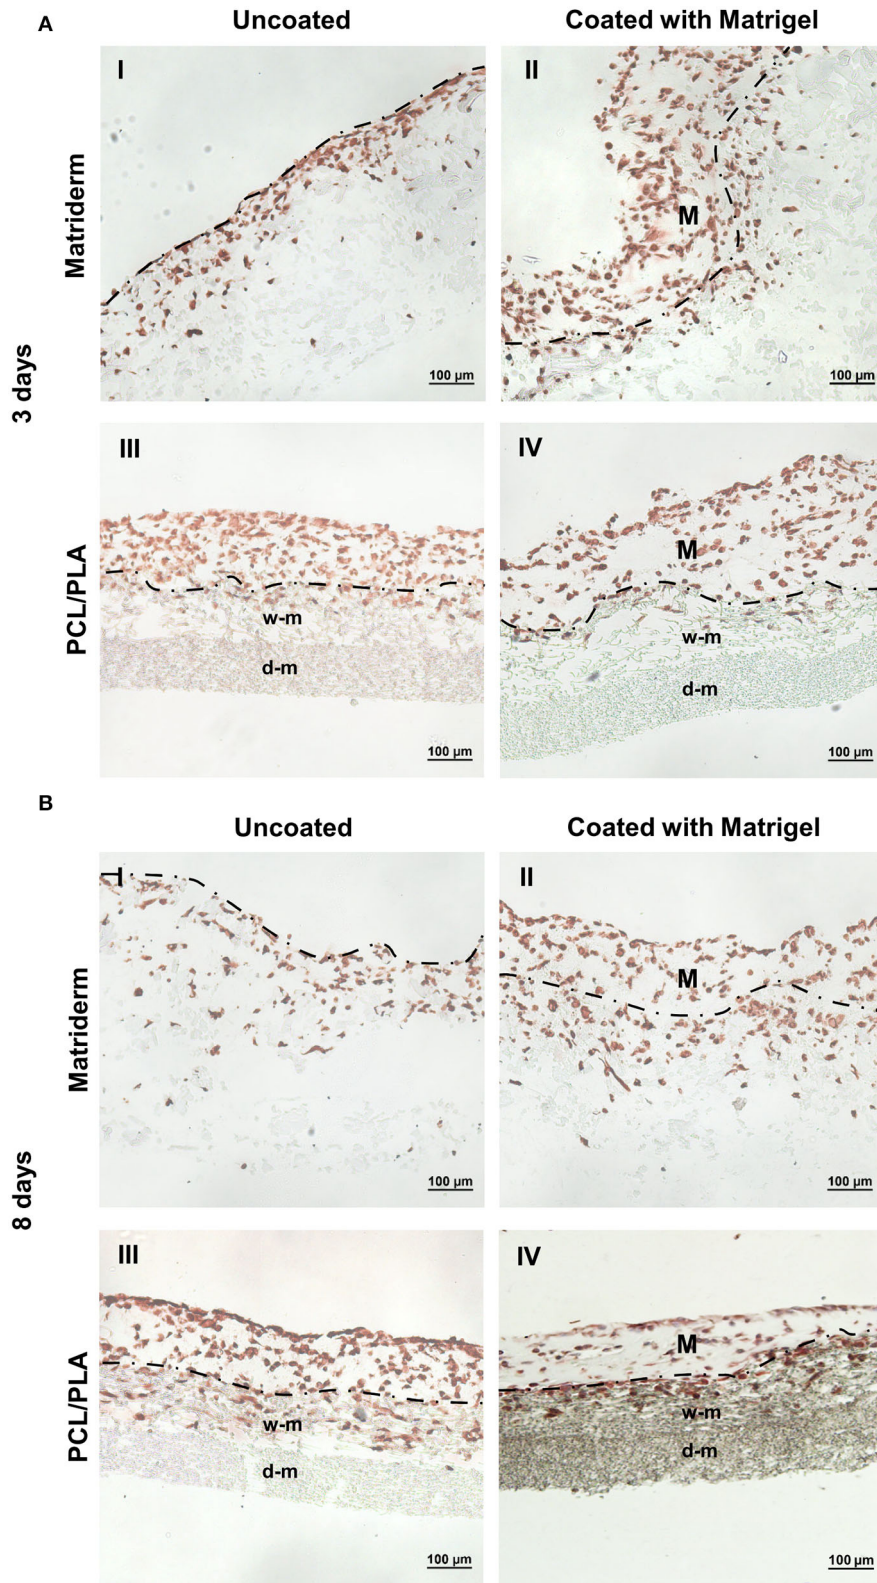 A
Uncoated
Coated with Matrigel
3 days
Matriderm
I
100 µm
II
M
100 µm
PCL/PLA
III
w-m
d-m
100 µm
IV
M
w-m
d-m
100 µm
B
Uncoated
Coated with Matrigel
8 days
Matriderm
I
100 µm
II
M
100 µm
PCL/PLA
III
w-m
d-m
100 µm
IV
M
w-m
d-m
100 µm